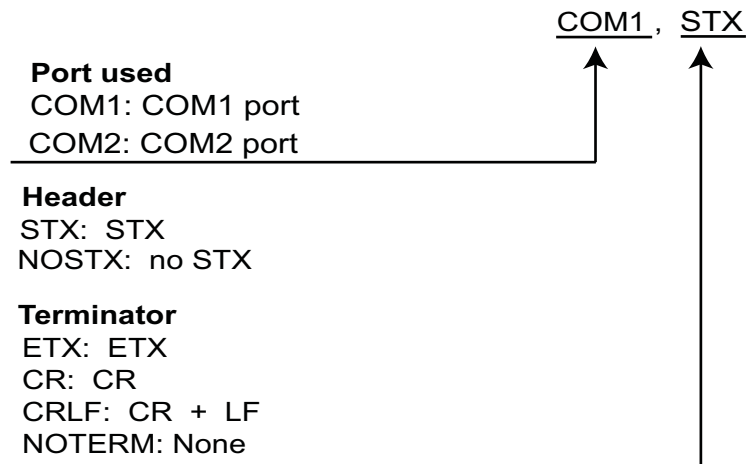 COM1, STX
Port used
COM1: COM1 port
COM2: COM2 port
Header
STX: STX
NOSTX: no STX
Terminator
ETX: ETX
CR: CR
CRLF: CR + LF
NOTERM: None